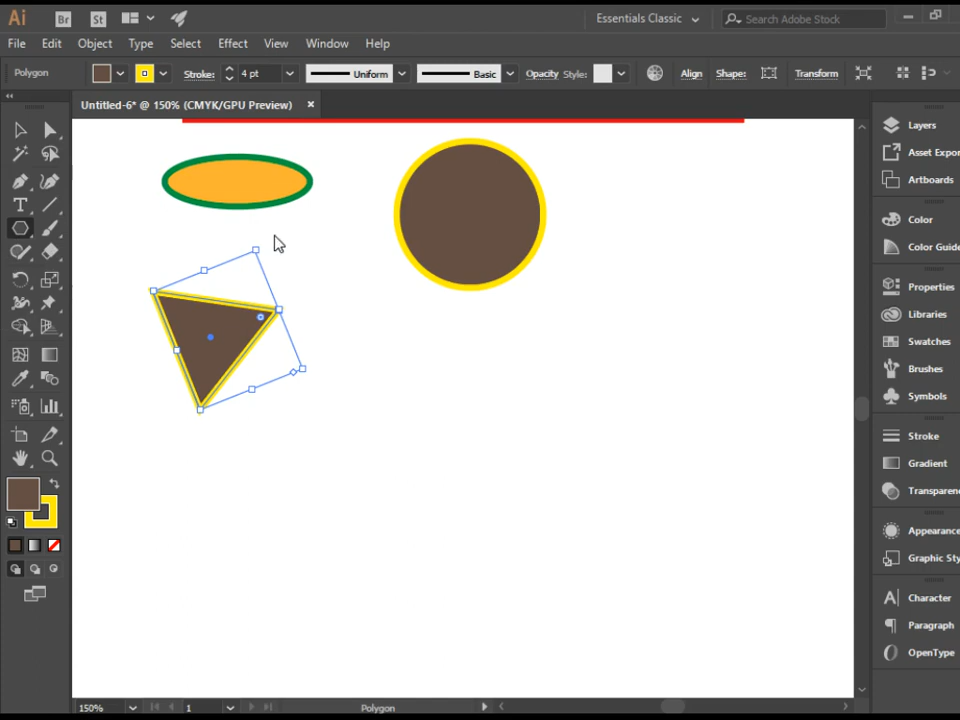 Ai Br St Essentials Classic Search Adobe Stock
File Edit Object Type Select Effect View Window Help
Polygon Stroke: 4 pt Uniform Basic Opacity Style: Align Shape: Transform
Untitled-6* @ 150% (CMYK/GPU Preview) ×
Layers
Asset Expor
Artboards
Color
Color Guide
Properties
Libraries
Swatches
Brushes
Symbols
Stroke
Gradient
Transparenc
Appearance
Graphic Sty
Character
Paragraph
OpenType
150% 1 Polygon